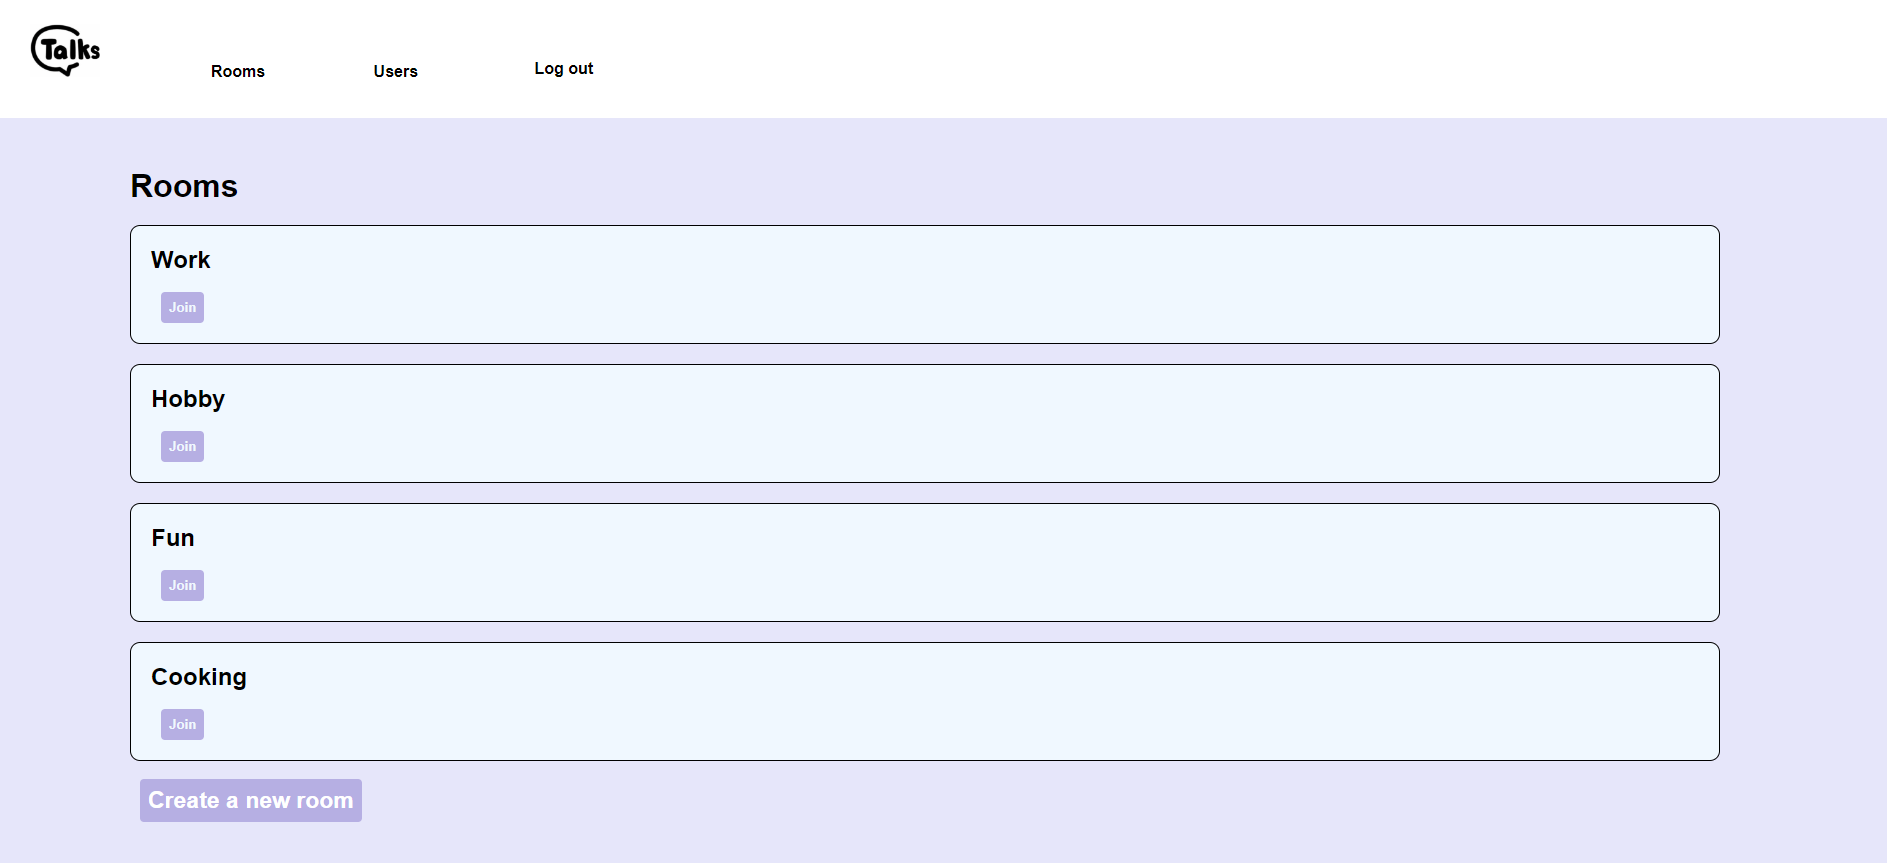 Talks
Rooms Users Log out
Rooms
Work
Join
Hobby
Join
Fun
Join
Cooking
Join
Create a new room